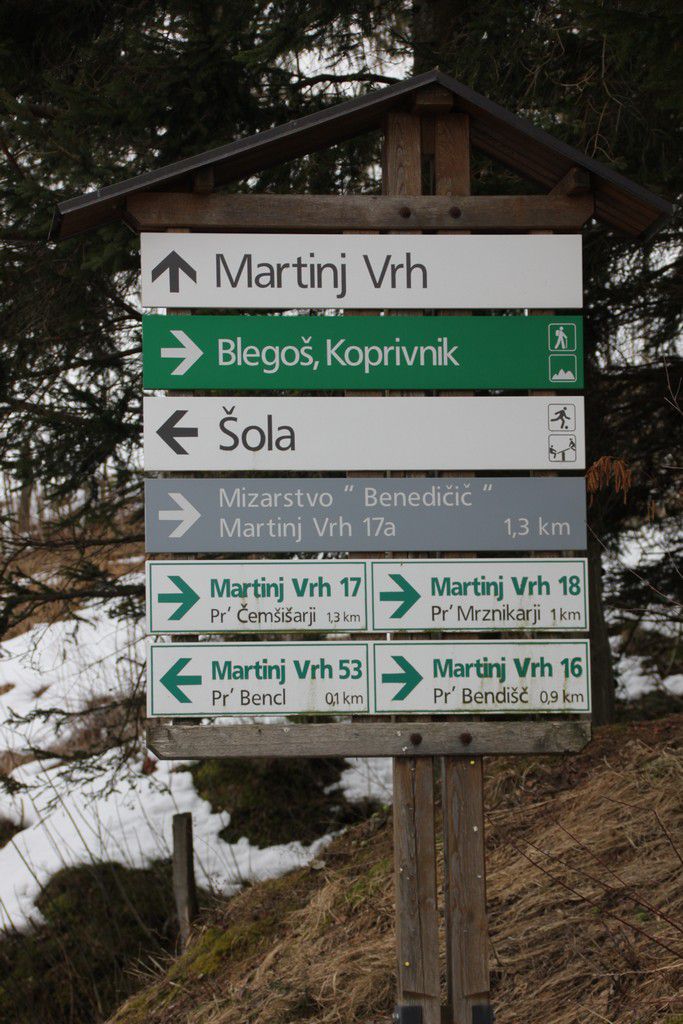 Martinj Vrh
Blegoš, Koprivnik
Šola
Mizarstvo " Benedičič "
Martinj Vrh 17a 1,3 km
Martinj Vrh 17
Pr' Čemšišarji 1,3 km
Martinj Vrh 18
Pr' Mrznikarji 1 km
Martinj Vrh 53
Pr' Bencl 0,1 km
Martinj Vrh 16
Pr' Bendišč 0,9 km